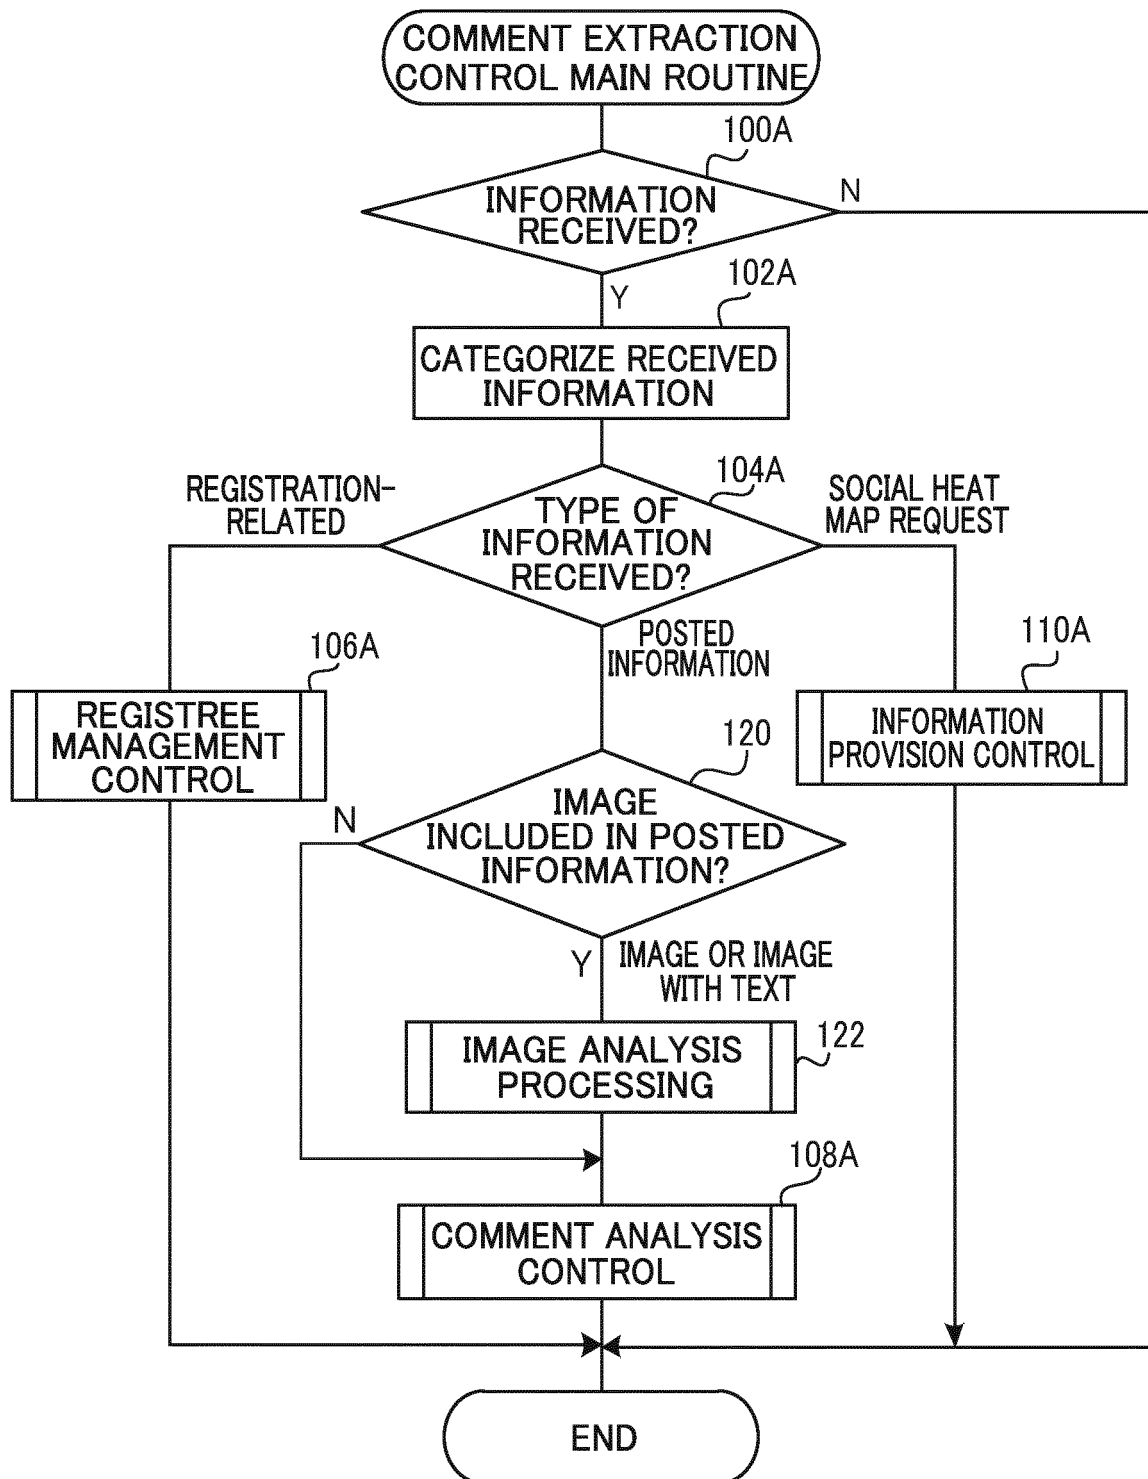 COMMENT EXTRACTION
CONTROL MAIN ROUTINE
100A
INFORMATION
RECEIVED?
N
Y
102A
CATEGORIZE RECEIVED
INFORMATION
104A
REGISTRATION-
RELATED
TYPE OF
INFORMATION
RECEIVED?
SOCIAL HEAT
MAP REQUEST
POSTED
INFORMATION
106A
REGISTREE
MANAGEMENT
CONTROL
110A
INFORMATION
PROVISION CONTROL
120
IMAGE
INCLUDED IN POSTED
INFORMATION?
N
Y
IMAGE OR IMAGE
WITH TEXT
122
IMAGE ANALYSIS
PROCESSING
108A
COMMENT ANALYSIS
CONTROL
END